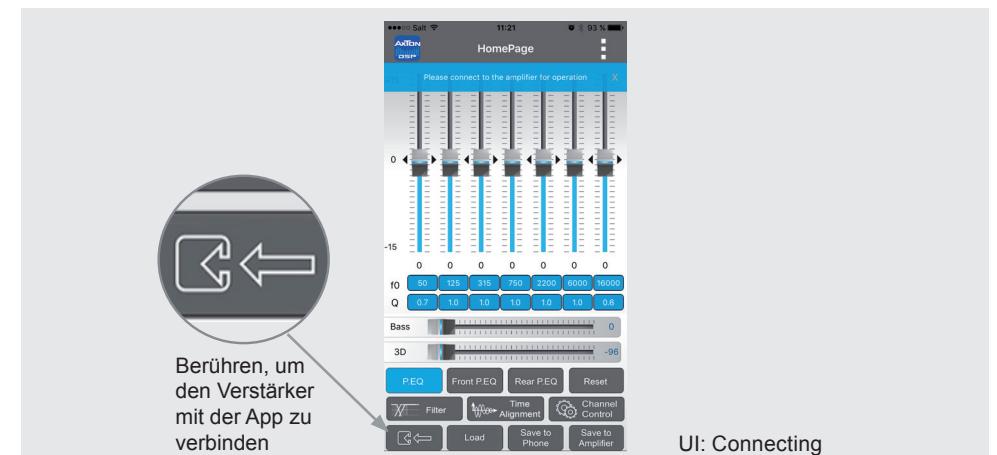 Salt 11:21 93 %
AXTON
DSP
HomePage
Please connect to the amplifier for operation X
0
-15
0 0 0 0 0 0 0
f0 50 125 315 750 2200 6000 16000
Q 0.7 1.0 1.0 1.0 1.0 1.0 0.6
Bass 0
3D -96
P.EQ Front P.EQ Rear P.EQ Reset
Filter Time Alignment Channel Control
Load Save to Phone Save to Amplifier
Berühren, um
den Verstärker
mit der App zu
verbinden
UI: Connecting